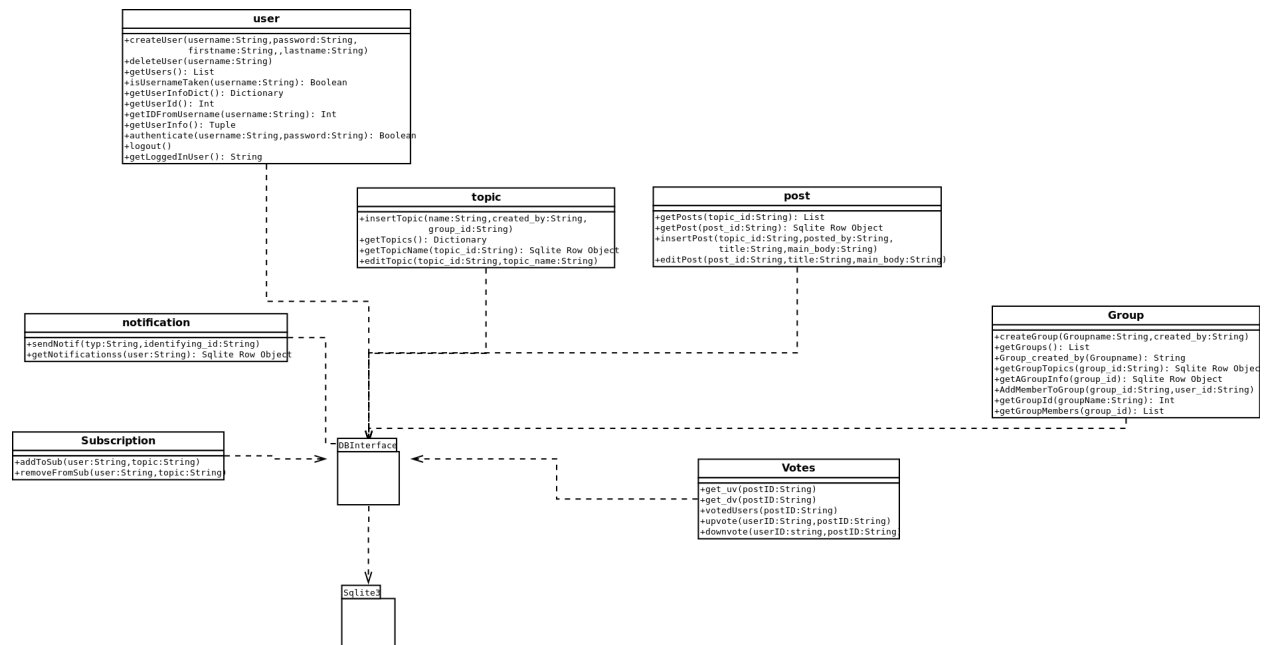 user
+createUser(username:String,password:String,
firstname:String,,lastname:String)
+deleteUser(username:String)
+getUsers(): List
+isUsernameTaken(username:String): Boolean
+getUserInfoDict(): Dictionary
+getUserId(): Int
+getIDFromUsername(username:String): Int
+getUserInfo(): Tuple
+authenticate(username:String,password:String): Boolean
+logout()
+getLoggedInUser(): String
topic
+insertTopic(name:String,created_by:String,
group_id:String)
+getTopics(): Dictionary
+getTopicName(topic_id:String): Sqlite Row Object
+editTopic(topic_id:String,topic_name:String)
post
+getPosts(topic_id:String): List
+getPost(post_id:String): Sqlite Row Object
+insertPost(topic_id:String,posted_by:String,
title:String,main_body:String)
+editPost(post_id:String,title:String,main_body:String)
notification
+sendNotif(typ:String,identifying_id:String)
+getNotificationss(user:String): Sqlite Row Object
Group
+createGroup(Groupname:String,created_by:String)
+getGroups(): List
+Group_created_by(Groupname): String
+getGroupTopics(group_id:String): Sqlite Row Objec
+getAGroupInfo(group_id): Sqlite Row Object
+AddMemberToGroup(group_id:String,user_id:String)
+getGroupId(groupName:String): Int
+getGroupMembers(group_id): List
Subscription
+addToSub(user:String,topic:String)
+removeFromSub(user:String,topic:String)
DBInterface
Votes
+get_uv(postID:String)
+get_dv(postID:String)
+votedUsers(postID:String)
+upvote(userID:String,postID:String)
+downvote(userID:string,postID:String)
Sqlite3